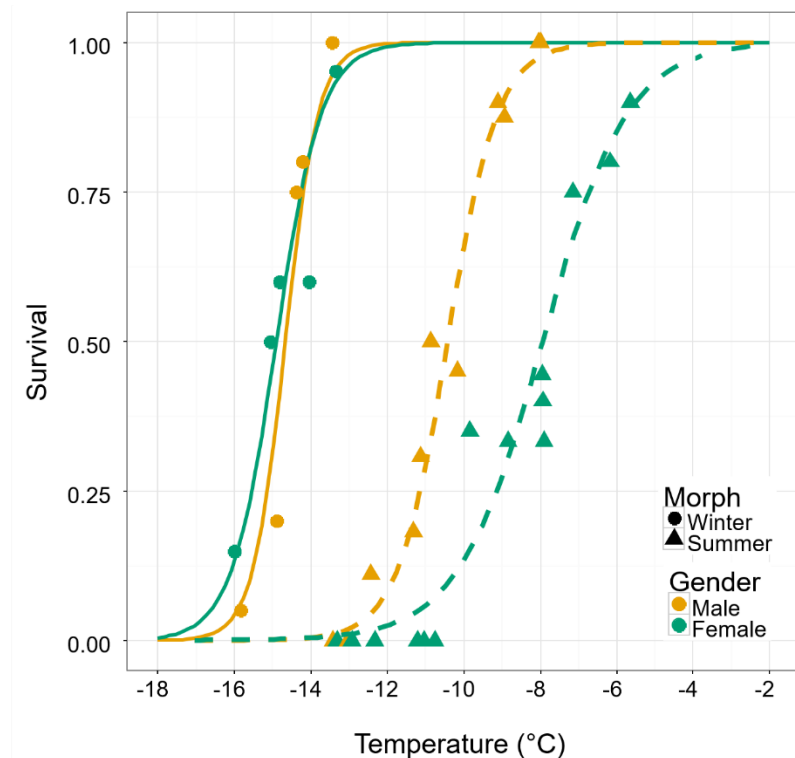 1.00
0.75
0.50
0.25
0.00
Survival
-18 -16 -14 -12 -10 -8 -6 -4 -2
Temperature (°C)
Morph
Winter
Summer
Gender
Male
Female